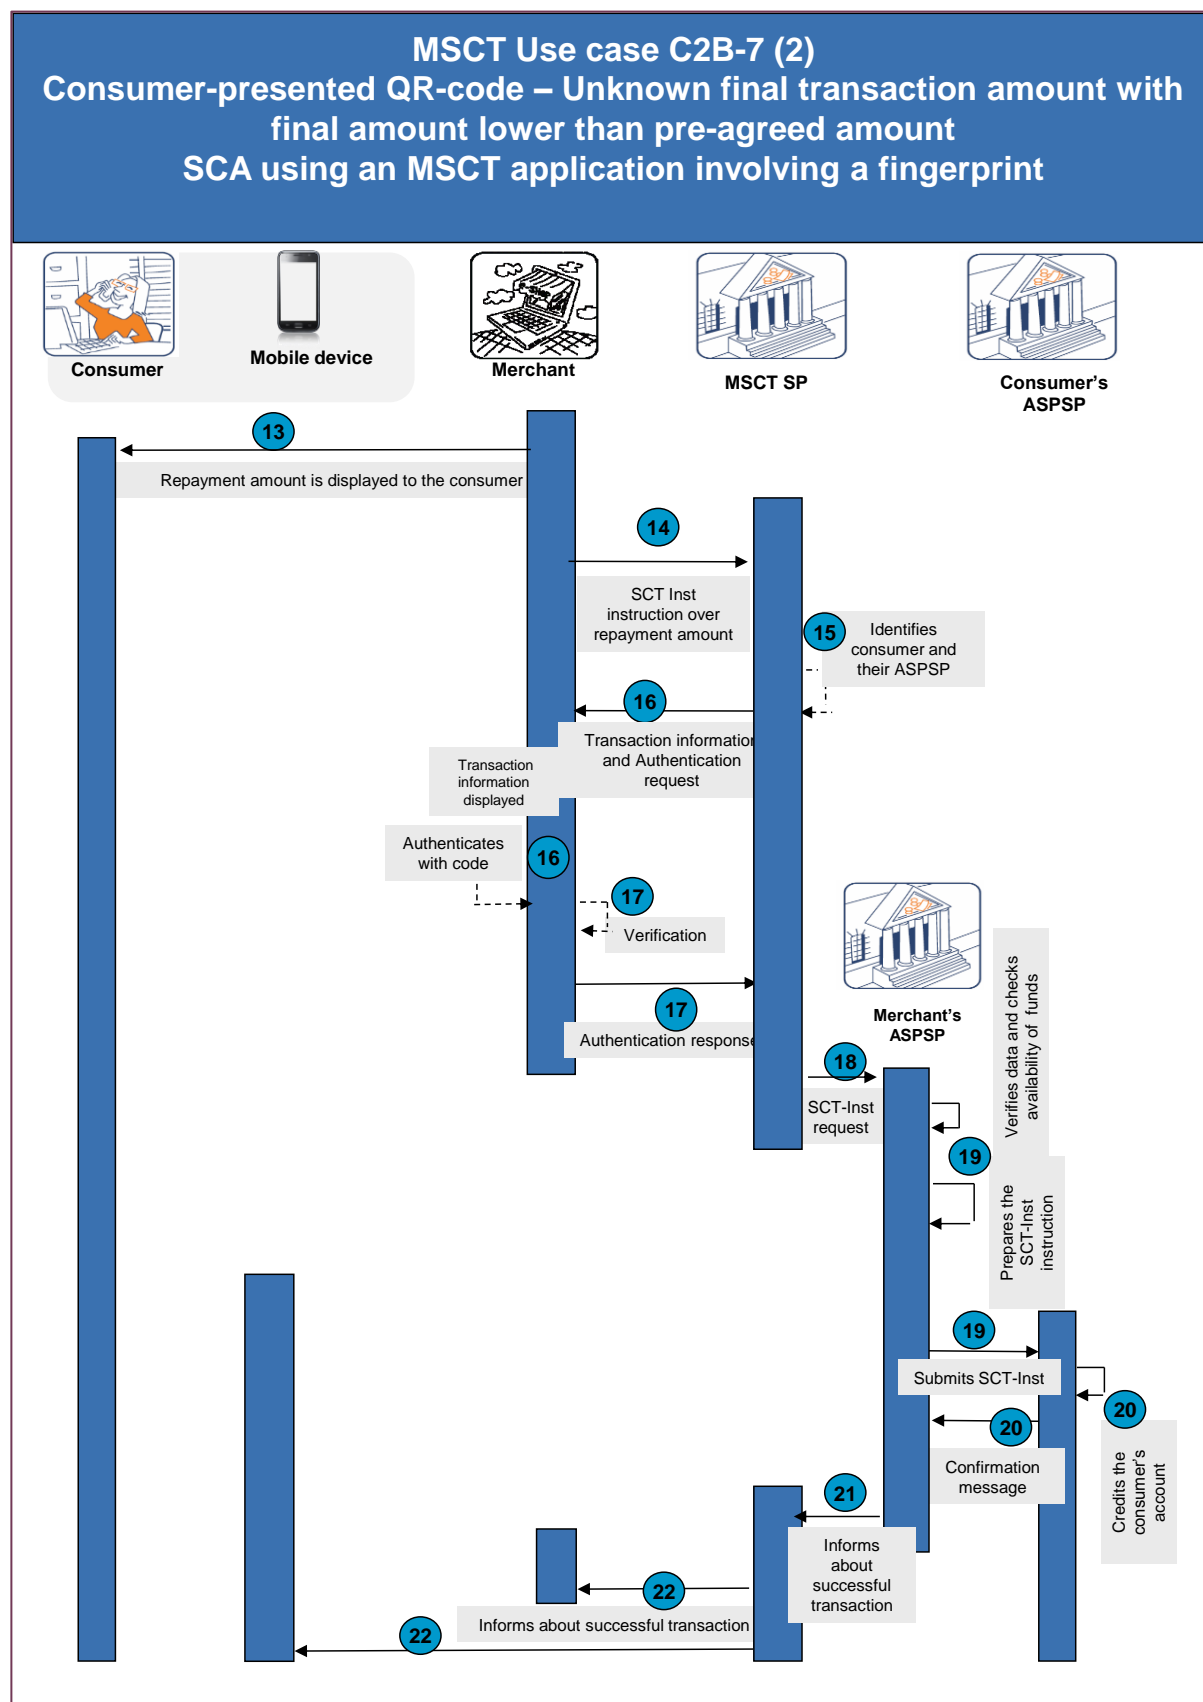 MSCT Use case C2B-7 (2)
Consumer-presented QR-code – Unknown final transaction amount with
final amount lower than pre-agreed amount
SCA using an MSCT application involving a fingerprint
Consumer
Mobile device
Merchant
MSCT SP
Consumer's
ASPSP
13
Repayment amount is displayed to the consumer
14
SCT Inst
instruction over
repayment amount
15
Identifies
consumer and
their ASPSP
16
Transaction information
and Authentication
request
Transaction
information
displayed
Authenticates
with code
16
17
Verification
17
Authentication response
Merchant's
ASPSP
Verifies data and checks
availability of funds
18
SCT-Inst
request
19
Prepares the
SCT-Inst
instruction
19
Submits SCT-Inst
20
Credits the
consumer's
account
20
Confirmation
message
21
Informs
about
successful
transaction
22
Informs about successful transaction
22